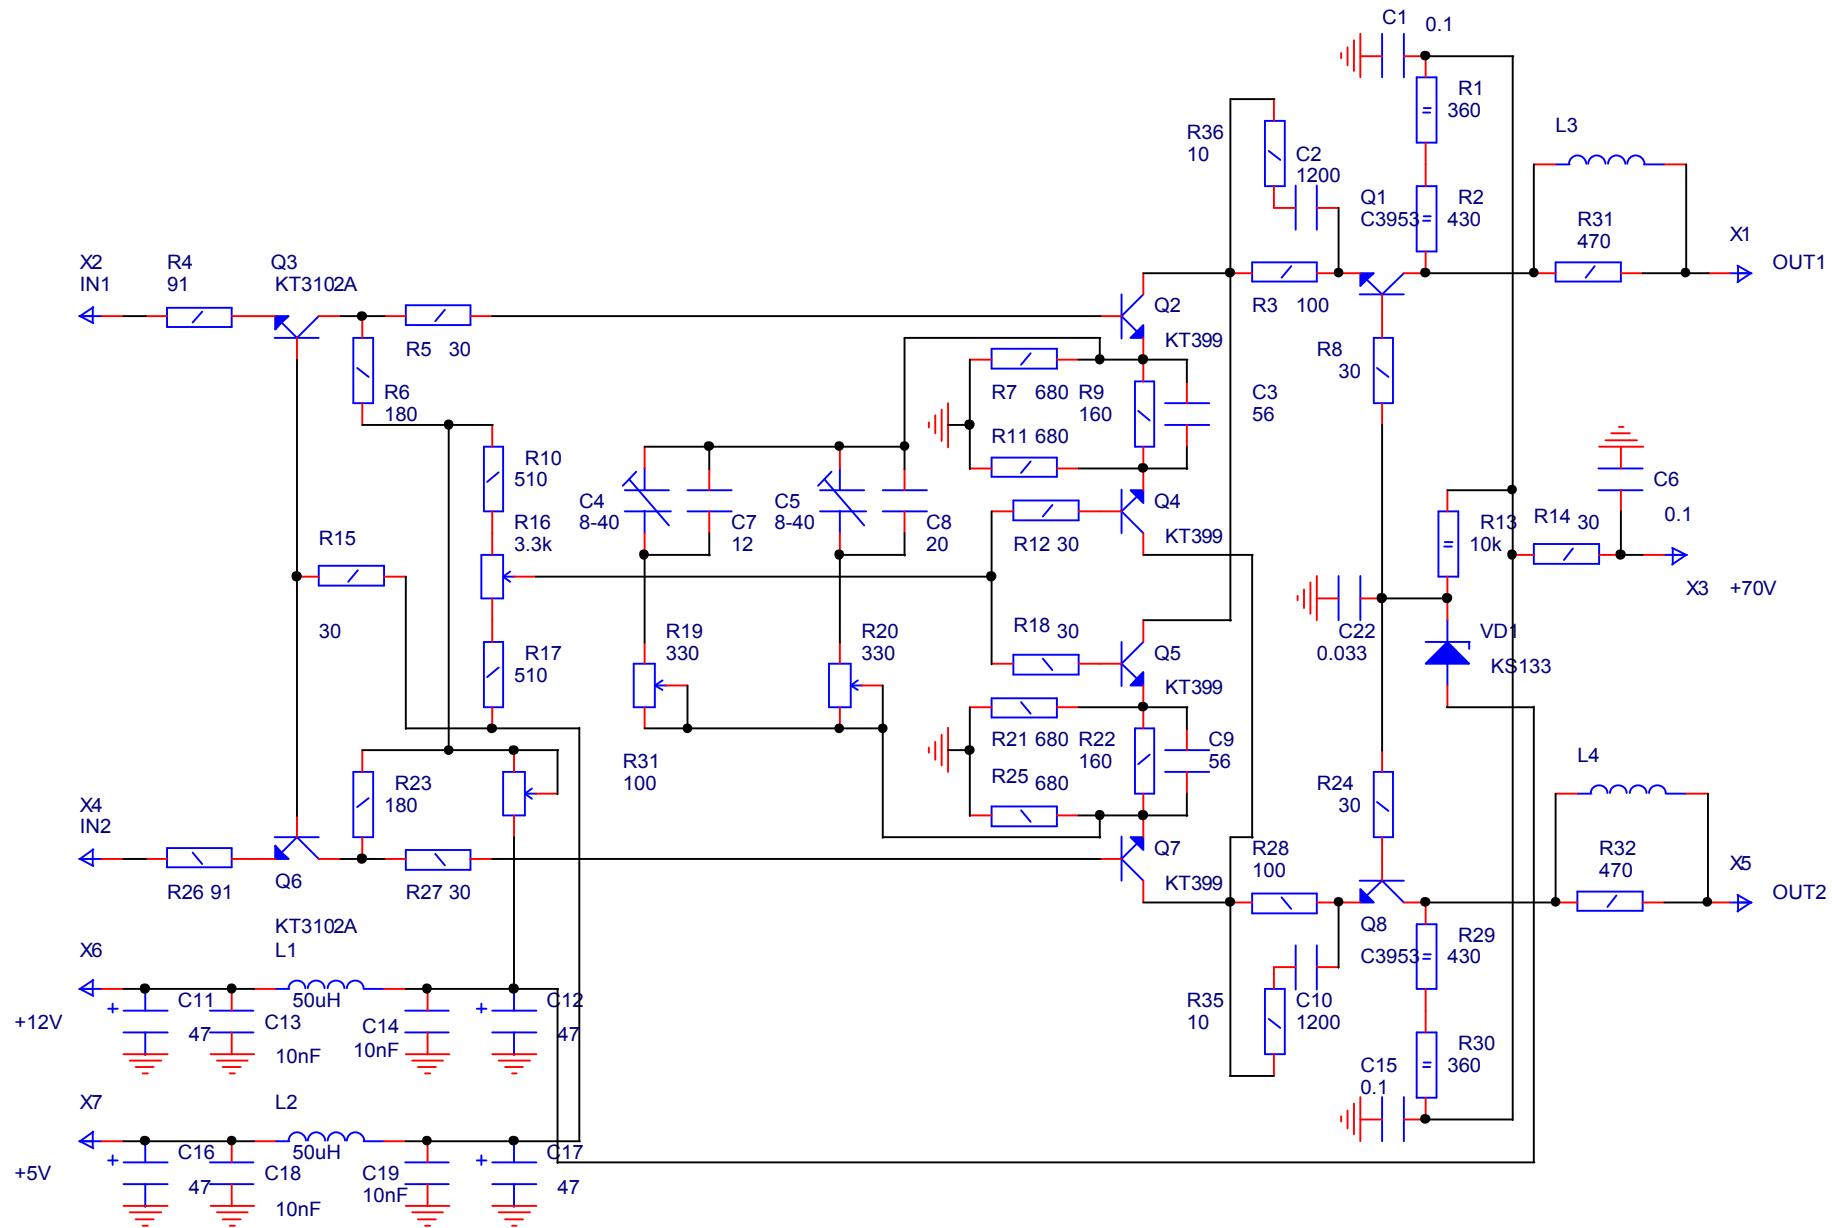 C1
0.1
R1
360
L3
R36
10
C2
1200
Q1
C3953
R2
430
R31
470
X1
OUT1
X2
IN1
R4
91
Q3
KT3102A
R5 30
Q2
KT399
R3 100
R8
30
R6
180
R7 680
R9
160
C3
56
R11 680
R10
510
C4
8-40
C7
12
C5
8-40
C8
20
Q4
KT399
R12 30
R16
3.3k
R15
30
R13
10k
R14 30
C6
0.1
X3 +70V
R17
510
R19
330
R20
330
R18 30
Q5
KT399
C22
0.033
VD1
KS133
R21 680
R22
160
C9
56
R25 680
R31
100
R23
180
R24
30
L4
X4
IN2
R26 91
Q6
KT3102A
R27 30
Q7
KT399
R28
100
R32
470
X5
OUT2
Q8
C3953
R29
430
R35
10
C10
1200
R30
360
C15
0.1
X6
+12V
L1
50uH
+
C11
47
C13
10nF
C14
10nF
+
C12
47
X7
+5V
L2
50uH
+
C16
47
C18
10nF
C19
10nF
+
C17
47